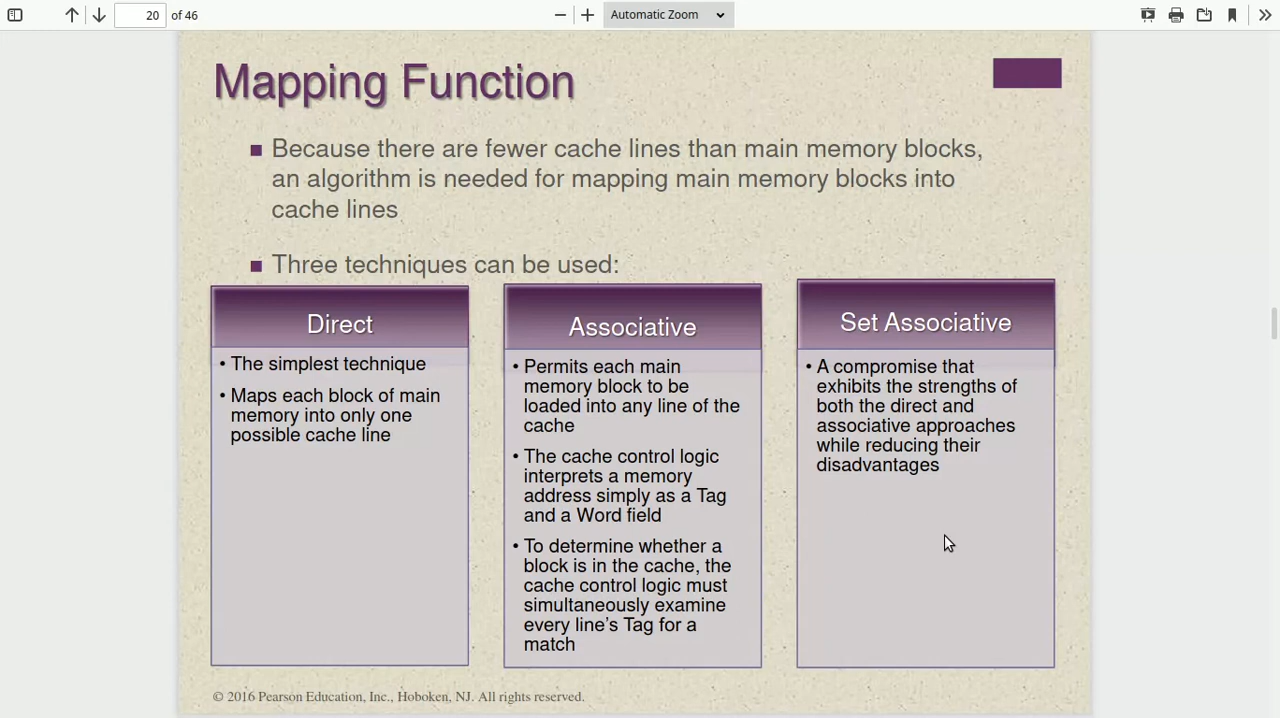 20 of 46
Automatic Zoom
Mapping Function
Because there are fewer cache lines than main memory blocks,
an algorithm is needed for mapping main memory blocks into
cache lines
Three techniques can be used:
Direct
• The simplest technique
• Maps each block of main
memory into only one
possible cache line
Associative
• Permits each main
memory block to be
loaded into any line of the
cache
• The cache control logic
interprets a memory
address simply as a Tag
and a Word field
• To determine whether a
block is in the cache, the
cache control logic must
simultaneously examine
every line’s Tag for a
match
Set Associative
• A compromise that
exhibits the strengths of
both the direct and
associative approaches
while reducing their
disadvantages
© 2016 Pearson Education, Inc., Hoboken, NJ. All rights reserved.